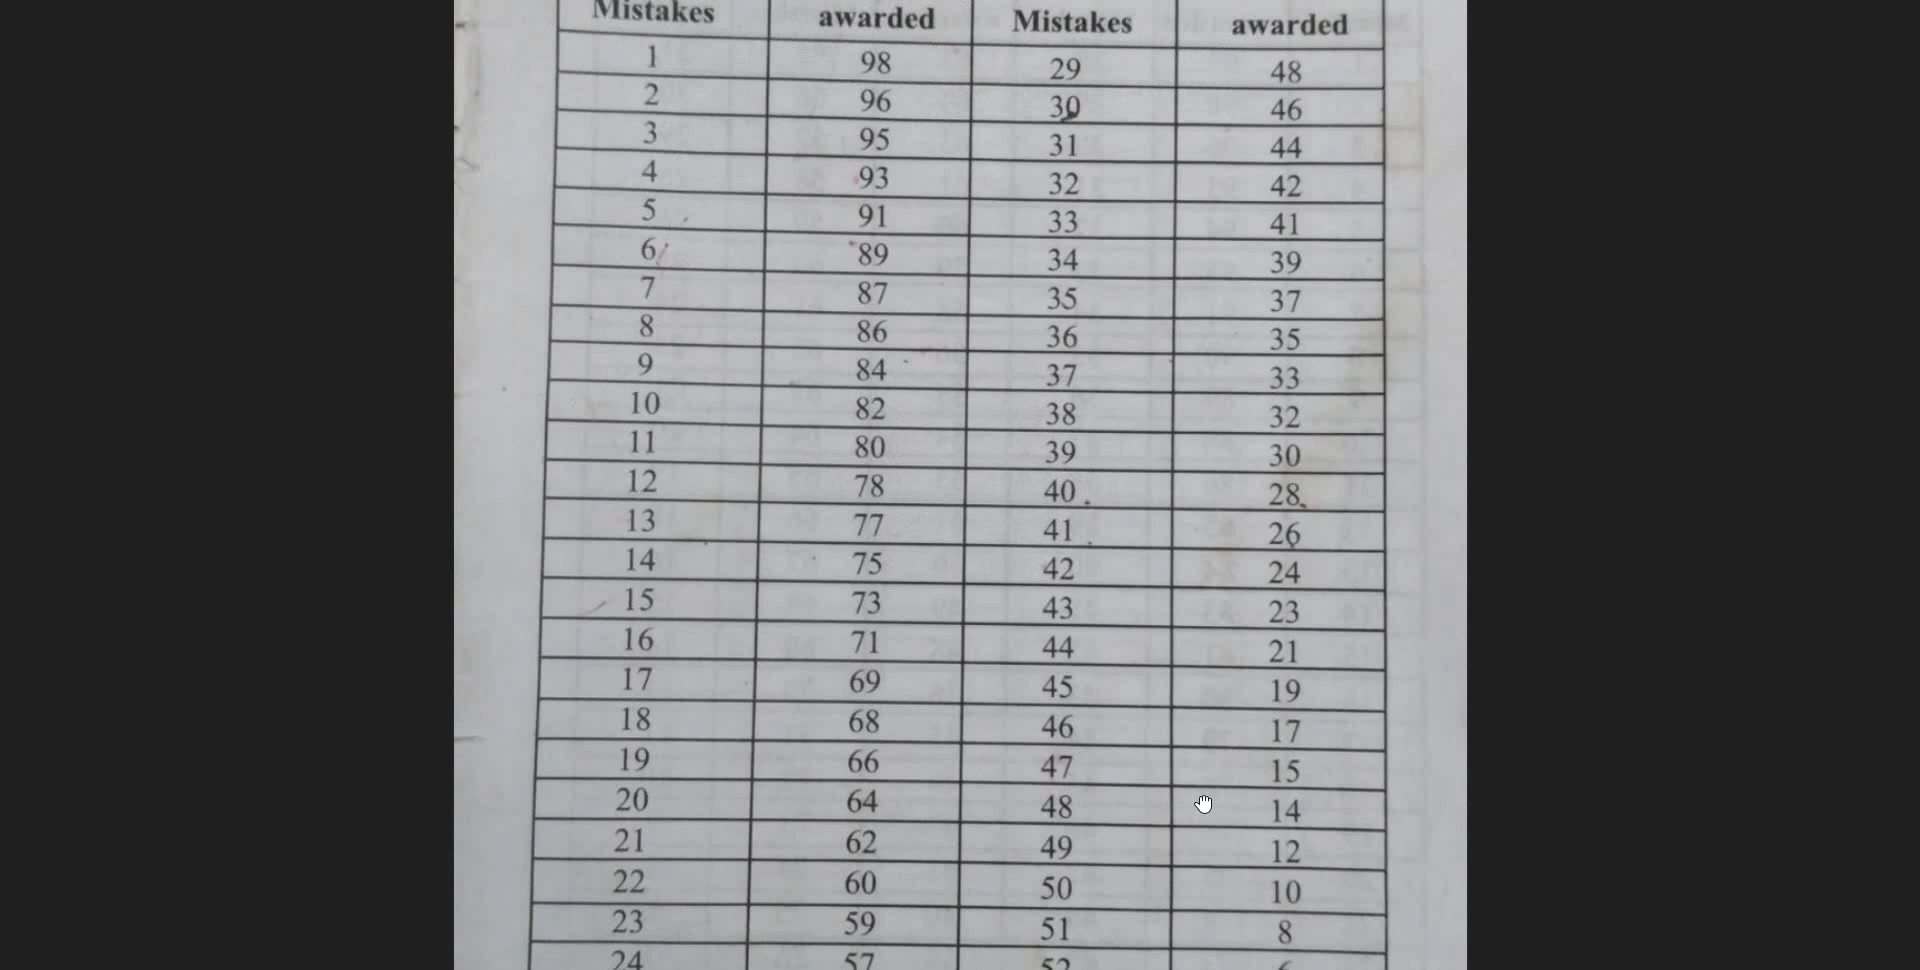 Mistakes awarded Mistakes awarded
1 98 29 48
2 96 30 46
3 95 31 44
4 93 32 42
5 91 33 41
6 89 34 39
7 87 35 37
8 86 36 35
9 84 37 33
10 82 38 32
11 80 39 30
12 78 40 28
13 77 41 26
14 75 42 24
15 73 43 23
16 71 44 21
17 69 45 19
18 68 46 17
19 66 47 15
20 64 48 14
21 62 49 12
22 60 50 10
23 59 51 8
24 57 52